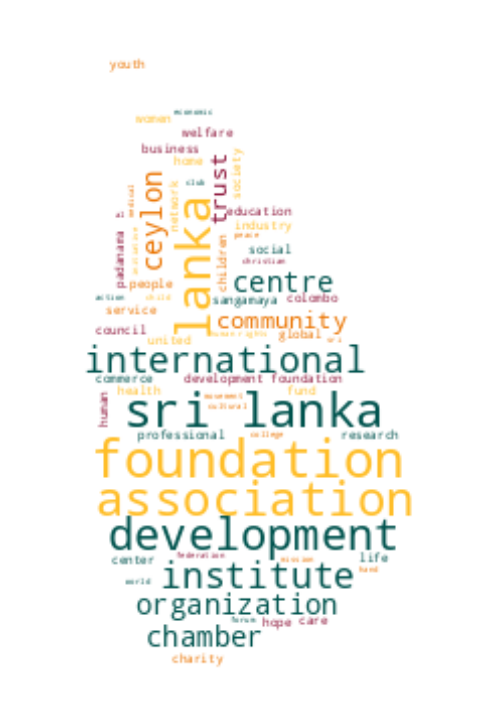 youth
economic
women
welfare
business
home
society
club
trust
ceylon
network
lanka
medical
al
education
industry
peace
padanama
children
social
christian
people
centre
action
child
sangamaya
colombo
service
community
council
human rights
global
united
international
commerce
development foundation
health
fund
human
movement
sri lanka
cultural
professional
college
research
foundation
association
development
federation
center
mission
life
hand
institute
world
organization
forum
hope
care
chamber
charity